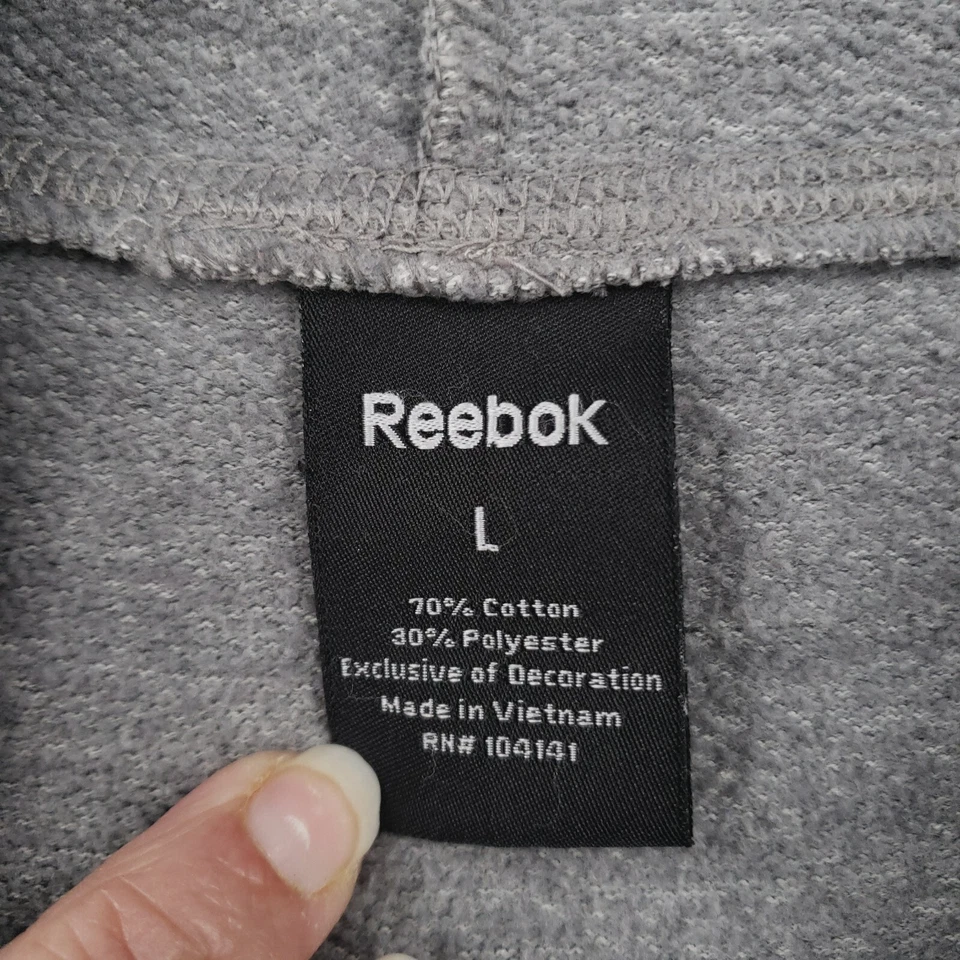 Reebok
L
70% Cotton
30% Polyester
Exclusive of Decoration
Made in Vietnam
RN# 104141